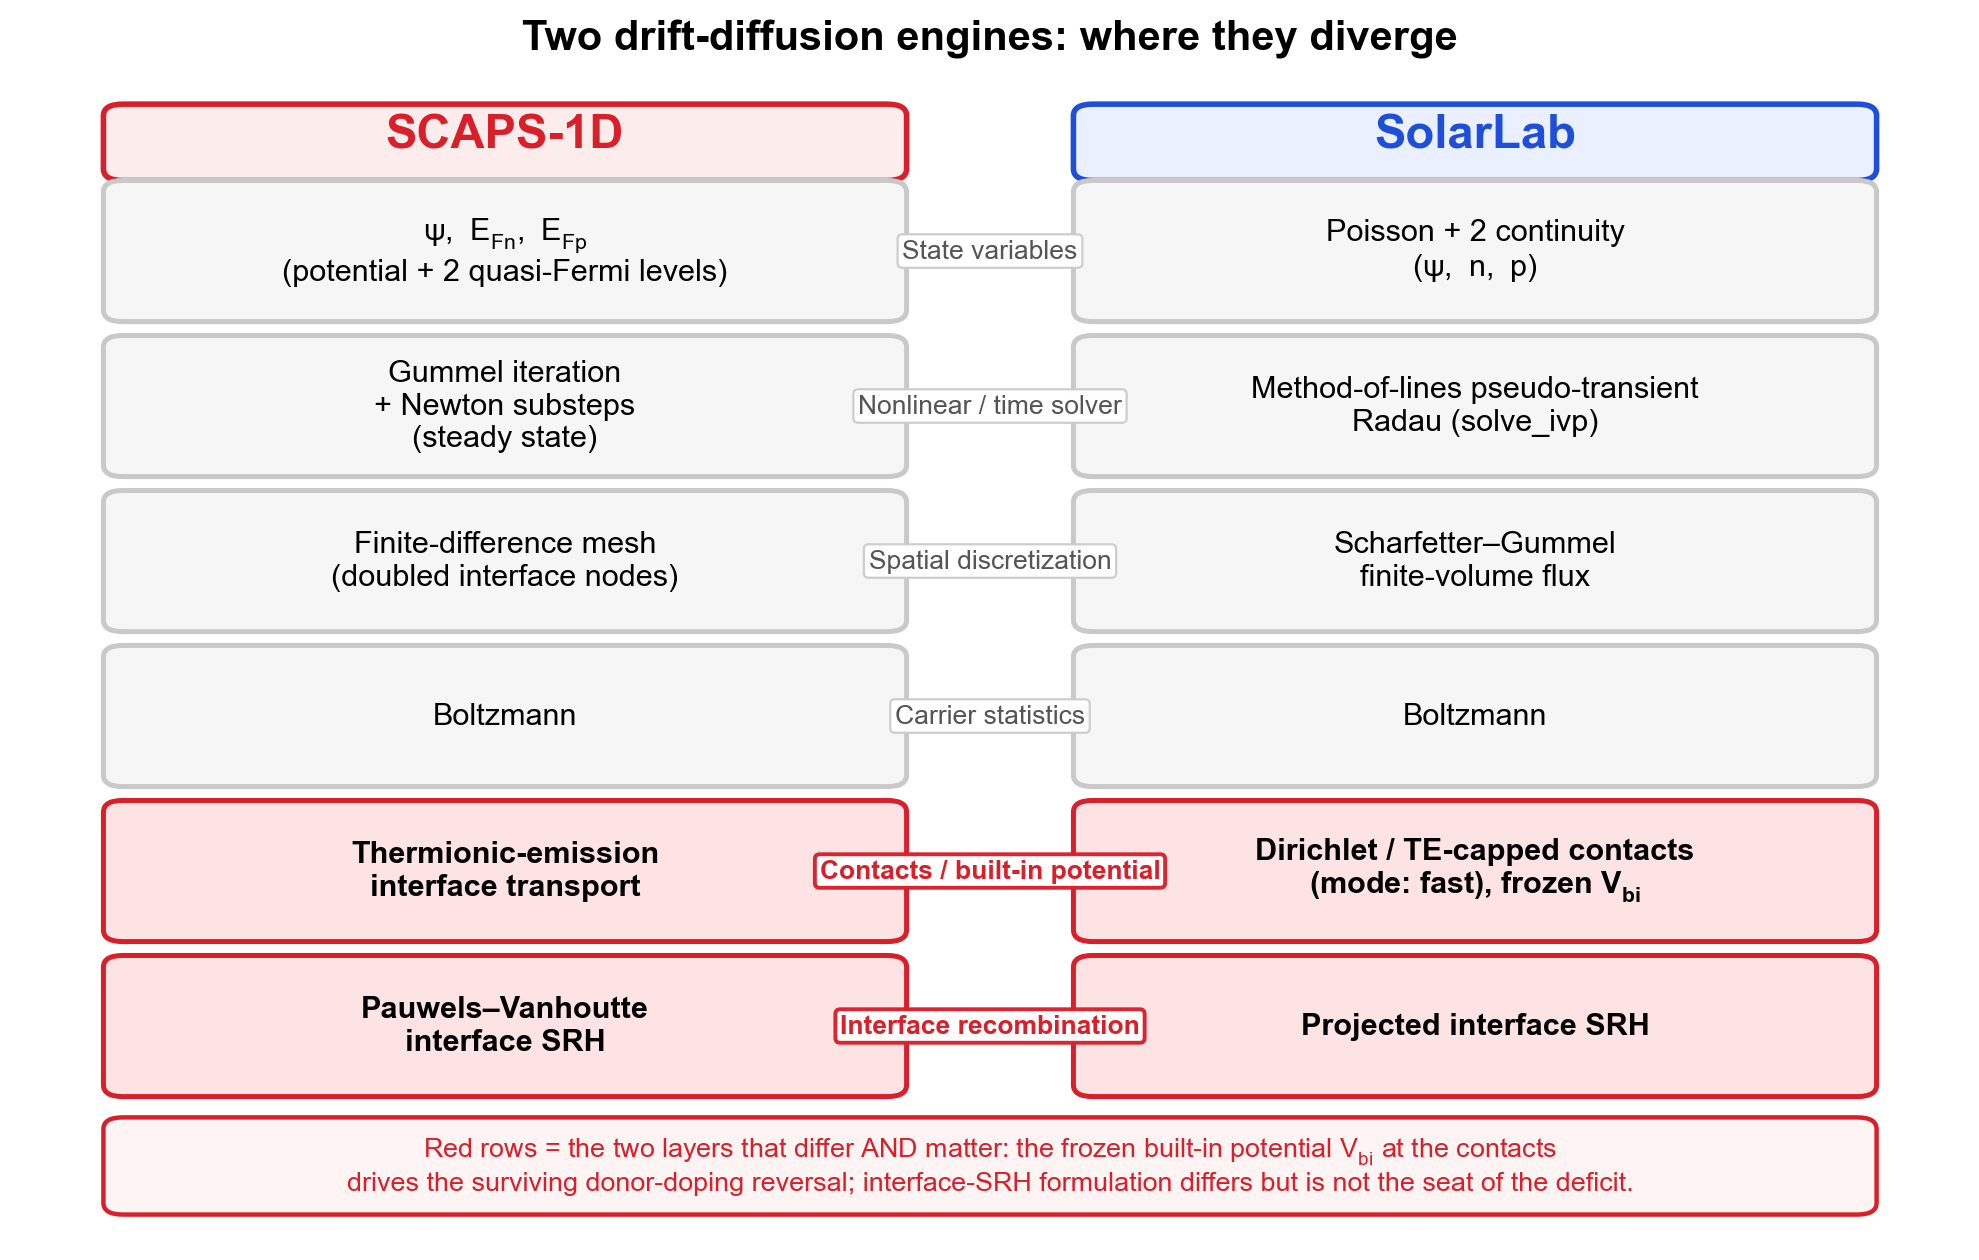 Two drift-diffusion engines: where they diverge
SCAPS-1D
SolarLab
ψ, E_Fn, E_Fp
(potential + 2 quasi-Fermi levels)
State variables
Poisson + 2 continuity
(ψ, n, p)
Gummel iteration
+ Newton substeps
(steady state)
Nonlinear / time solver
Method-of-lines pseudo-transient
Radau (solve_ivp)
Finite-difference mesh
(doubled interface nodes)
Spatial discretization
Scharfetter–Gummel
finite-volume flux
Boltzmann
Carrier statistics
Boltzmann
Thermionic-emission
interface transport
Contacts / built-in potential
Dirichlet / TE-capped contacts
(mode: fast), frozen V_bi
Pauwels–Vanhoutte
interface SRH
Interface recombination
Projected interface SRH
Red rows = the two layers that differ AND matter: the frozen built-in potential V_bi at the contacts
drives the surviving donor-doping reversal; interface-SRH formulation differs but is not the seat of the deficit.